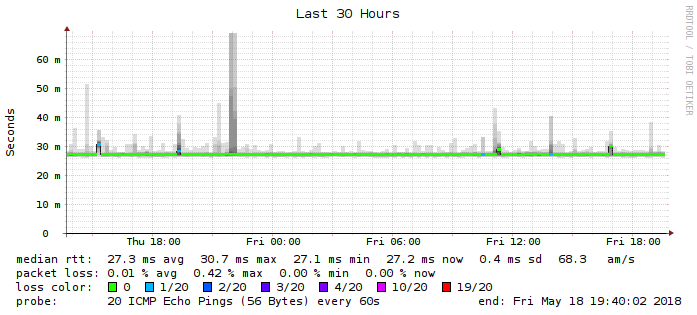 Last 30 Hours
RRDTOOL / TOBI OETIKER
Seconds
60 m
50 m
40 m
30 m
20 m
10 m
0
Thu 18:00 Fri 00:00 Fri 06:00 Fri 12:00 Fri 18:00
median rtt: 27.3 ms avg 30.7 ms max 27.1 ms min 27.2 ms now 0.4 ms sd 68.3 am/s
packet loss: 0.01 % avg 0.42 % max 0.00 % min 0.00 % now
loss color: 0 1/20 2/20 3/20 4/20 10/20 19/20
probe: 20 ICMP Echo Pings (56 Bytes) every 60s end: Fri May 18 19:40:02 2018